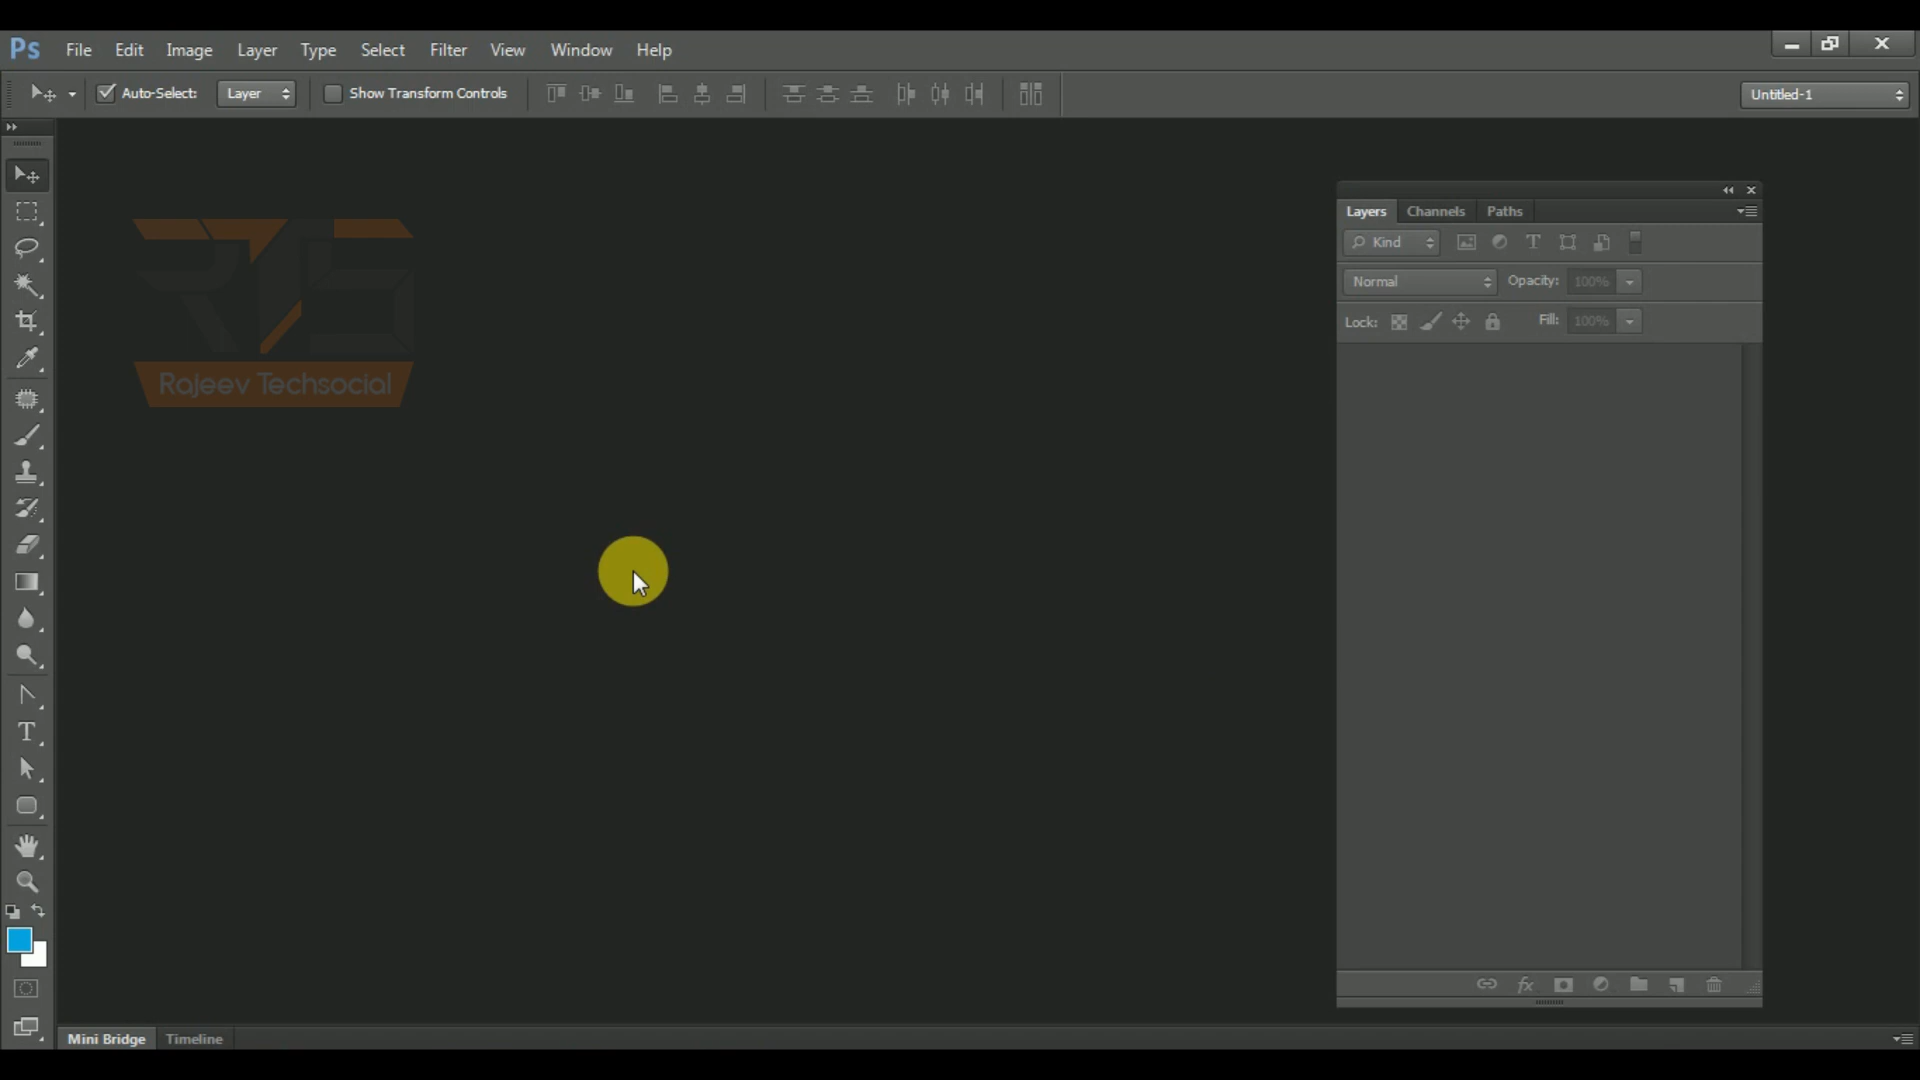 Ps File Edit Image Layer Type Select Filter View Window Help
Auto-Select: Layer Show Transform Controls Untitled-1
Layers Channels Paths
Kind
Normal Opacity: 100%
Lock: Fill: 100%
RTS
Rajeev Techsocial
Mini Bridge Timeline